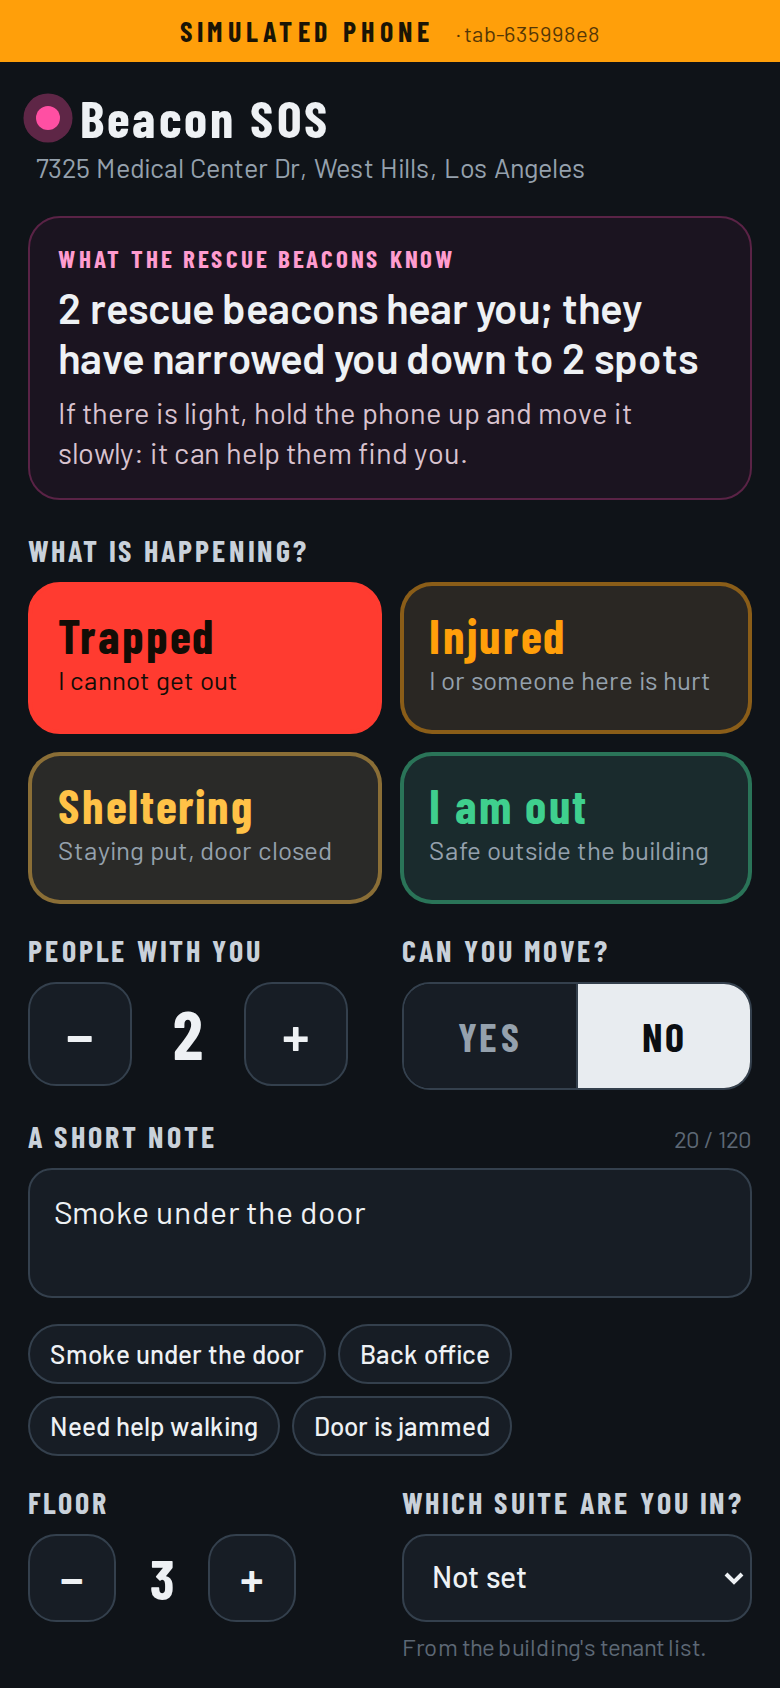 SIMULATED PHONE · tab-635998e8
Beacon SOS
7325 Medical Center Dr, West Hills, Los Angeles
WHAT THE RESCUE BEACONS KNOW
2 rescue beacons hear you; they
have narrowed you down to 2 spots
If there is light, hold the phone up and move it
slowly: it can help them find you.
WHAT IS HAPPENING?
Trapped
I cannot get out
Injured
I or someone here is hurt
Sheltering
Staying put, door closed
I am out
Safe outside the building
PEOPLE WITH YOU
− 2 +
CAN YOU MOVE?
YES NO
A SHORT NOTE 20 / 120
Smoke under the door
Smoke under the door Back office
Need help walking Door is jammed
FLOOR
− 3 +
WHICH SUITE ARE YOU IN?
Not set
From the building's tenant list.